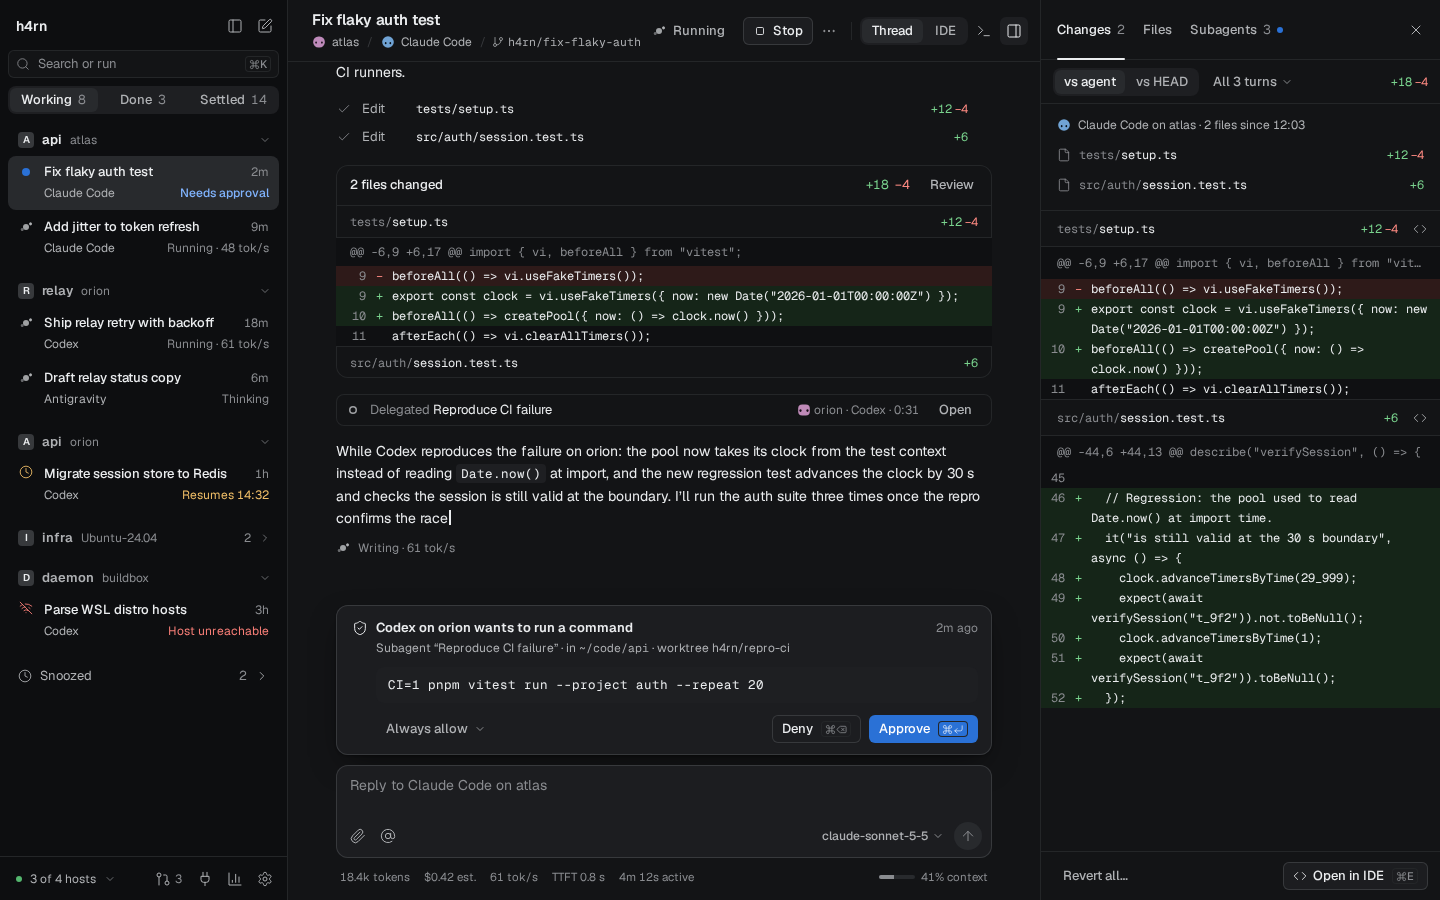 h4rn
Search or run ⌘K
Working 8 Done 3 Settled 14
A api atlas
Fix flaky auth test 2m
Claude Code Needs approval
Add jitter to token refresh 9m
Claude Code Running · 48 tok/s
R relay orion
Ship relay retry with backoff 18m
Codex Running · 61 tok/s
Draft relay status copy 6m
Antigravity Thinking
A api orion
Migrate session store to Redis 1h
Codex Resumes 14:32
I infra Ubuntu-24.04 2
D daemon buildbox
Parse WSL distro hosts 3h
Codex Host unreachable
Snoozed 2
3 of 4 hosts 3
Fix flaky auth test
atlas / Claude Code / h4rn/fix-flaky-auth
Running Stop ··· Thread IDE
CI runners.
Edit tests/setup.ts +12 −4
Edit src/auth/session.test.ts +6
2 files changed +18 −4 Review
tests/setup.ts +12 −4
@@ -6,9 +6,17 @@ import { vi, beforeAll } from "vitest";
9 − beforeAll(() => vi.useFakeTimers());
9 + export const clock = vi.useFakeTimers({ now: new Date("2026-01-01T00:00:00Z") });
10 + beforeAll(() => createPool({ now: () => clock.now() }));
11 afterEach(() => vi.clearAllTimers());
src/auth/session.test.ts +6
Delegated Reproduce CI failure orion · Codex · 0:31 Open
While Codex reproduces the failure on orion: the pool now takes its clock from the test context
instead of reading Date.now() at import, and the new regression test advances the clock by 30 s
and checks the session is still valid at the boundary. I’ll run the auth suite three times once the repro
confirms the race
Writing · 61 tok/s
Codex on orion wants to run a command 2m ago
Subagent “Reproduce CI failure” · in ~/code/api · worktree h4rn/repro-ci
CI=1 pnpm vitest run --project auth --repeat 20
Always allow Deny ⌘⌫ Approve ⌘↵
Reply to Claude Code on atlas
claude-sonnet-5-5
18.4k tokens $0.42 est. 61 tok/s TTFT 0.8 s 4m 12s active 41% context
Changes 2 Files Subagents 3
vs agent vs HEAD All 3 turns +18 −4
Claude Code on atlas · 2 files since 12:03
tests/setup.ts +12 −4
src/auth/session.test.ts +6
tests/setup.ts +12 −4
@@ -6,9 +6,17 @@ import { vi, beforeAll } from "vit…
9 − beforeAll(() => vi.useFakeTimers());
9 + export const clock = vi.useFakeTimers({ now: new
Date("2026-01-01T00:00:00Z") });
10 + beforeAll(() => createPool({ now: () =>
clock.now() }));
11 afterEach(() => vi.clearAllTimers());
src/auth/session.test.ts +6
@@ -44,6 +44,13 @@ describe("verifySession", () => {
45
46 + // Regression: the pool used to read
Date.now() at import time.
47 + it("is still valid at the 30 s boundary",
async () => {
48 + clock.advanceTimersByTime(29_999);
49 + expect(await
verifySession("t_9f2")).not.toBeNull();
50 + clock.advanceTimersByTime(1);
51 + expect(await
verifySession("t_9f2")).toBeNull();
52 + });
Revert all… Open in IDE ⌘E